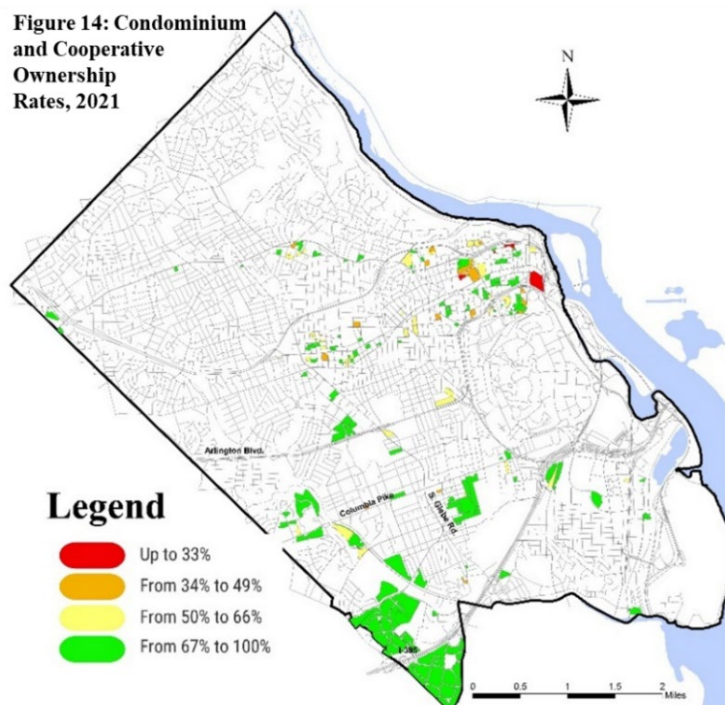 Figure 14: Condominium
and Cooperative
Ownership
Rates, 2021
N
Arlington Blvd.
Columbia Pike
S. Glebe Rd.
Legend
Up to 33%
From 34% to 49%
From 50% to 66%
From 67% to 100%
I-395
0 0.5 1 1.5 2
Miles